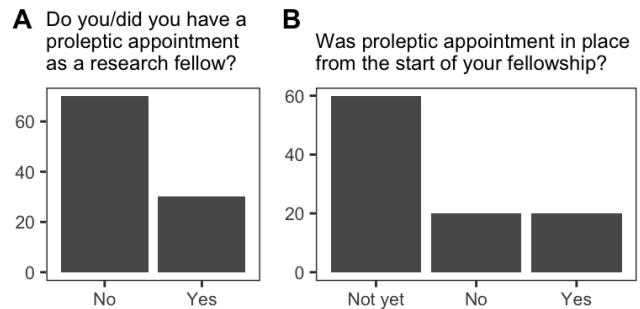 A
Do you/did you have a
proleptic appointment
as a research fellow?
60
40
20
0
No
Yes
B
Was proleptic appointment in place
from the start of your fellowship?
60
40
20
0
Not yet
No
Yes